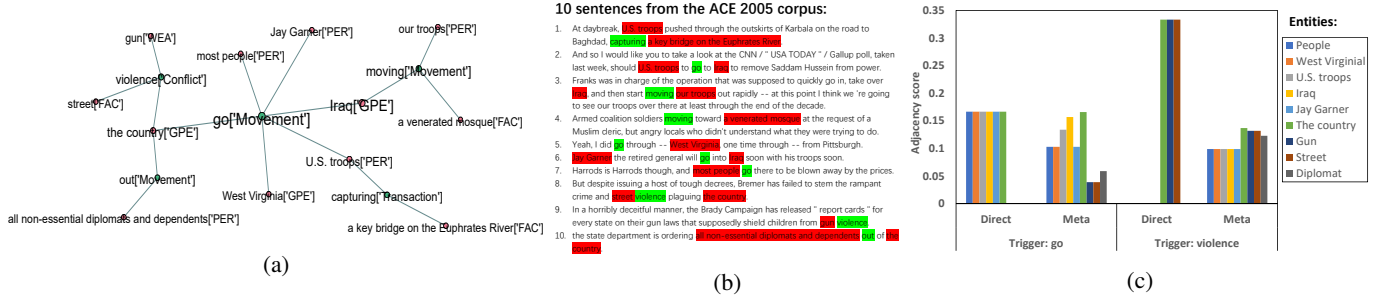 gun['WEA']
Jay Garner['PER']
our troops['PER']
most people['PER']
violence['Conflict']
moving['Movement']
street['FAC']
Iraq['GPE']
go['Movement']
a venerated mosque['FAC']
the country['GPE']
U.S. troops['PER']
out['Movement']
West Virginia['GPE']
capturing['Transaction']
all non-essential diplomats and dependents['PER']
a key bridge on the Euphrates River['FAC']
(a)
10 sentences from the ACE 2005 corpus:
1. At daybreak, U.S. troops pushed through the outskirts of Karbala on the road to
Baghdad, capturing a key bridge on the Euphrates River.
2. And so I would like you to take a look at the CNN / " USA TODAY " / Gallup poll, taken
last week, should U.S. troops to go to Iraq to remove Saddam Hussein from power.
3. Franks was in charge of the operation that was supposed to quickly go in, take over
Iraq, and then start moving our troops out rapidly -- at this point I think we 're going
to see our troops over there at least through the end of the decade.
4. Armed coalition soldiers moving toward a venerated mosque at the request of a
Muslim deric, but angry locals who didn't understand what they were trying to do.
5. Yeah, I did go through -- West Virginia, one time through -- from Pittsburgh.
6. Jay Garner the retired general will go into Iraq soon with his troops soon.
7. Harrods is Harrods though, and most people go there to be blown away by the prices.
8. But despite issuing a host of tough decrees, Bremer has failed to stem the rampant
crime and street violence plaguing the country.
9. In a horribly deceitful manner, the Brady Campaign has released " report cards " for
every state on their gun laws that supposedly shield children from gun violence
10. the state department is ordering all non-essential diplomats and dependents out of the
country.
(b)
Adjacency score
0.35
0.3
0.25
0.2
0.15
0.1
0.05
0
Direct Meta Direct Meta
Trigger: go Trigger: violence
Entities:
People
West Virginial
U.S. troops
Iraq
Jay Garner
The country
Gun
Street
Diplomat
(c)